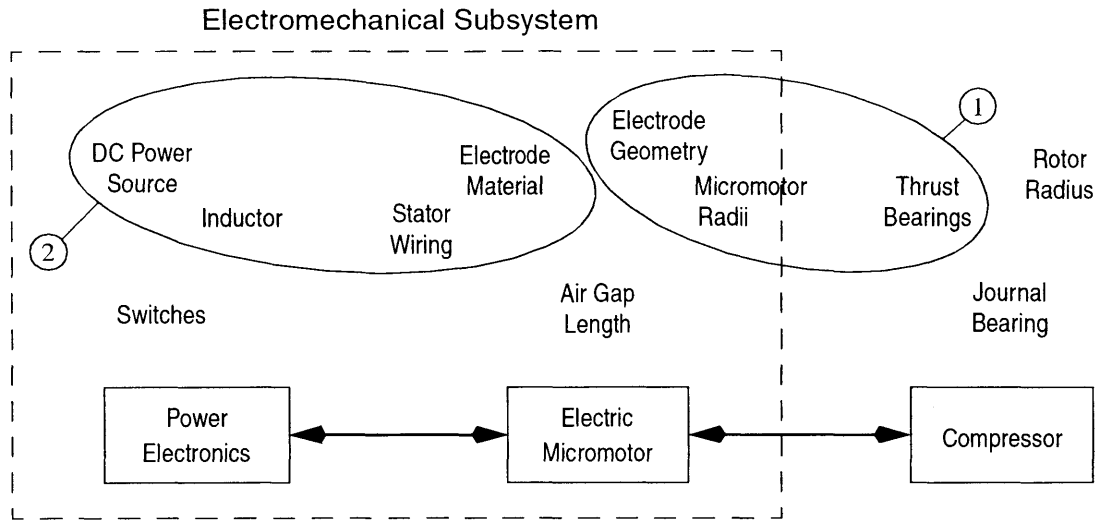 Electromechanical Subsystem
1
Electrode
Geometry
DC Power
Source
Electrode
Material
Rotor
Radius
Micromotor
Radii
Thrust
Bearings
Inductor
Stator
Wiring
2
Air Gap
Length
Journal
Bearing
Switches
Power
Electronics
Electric
Micromotor
Compressor